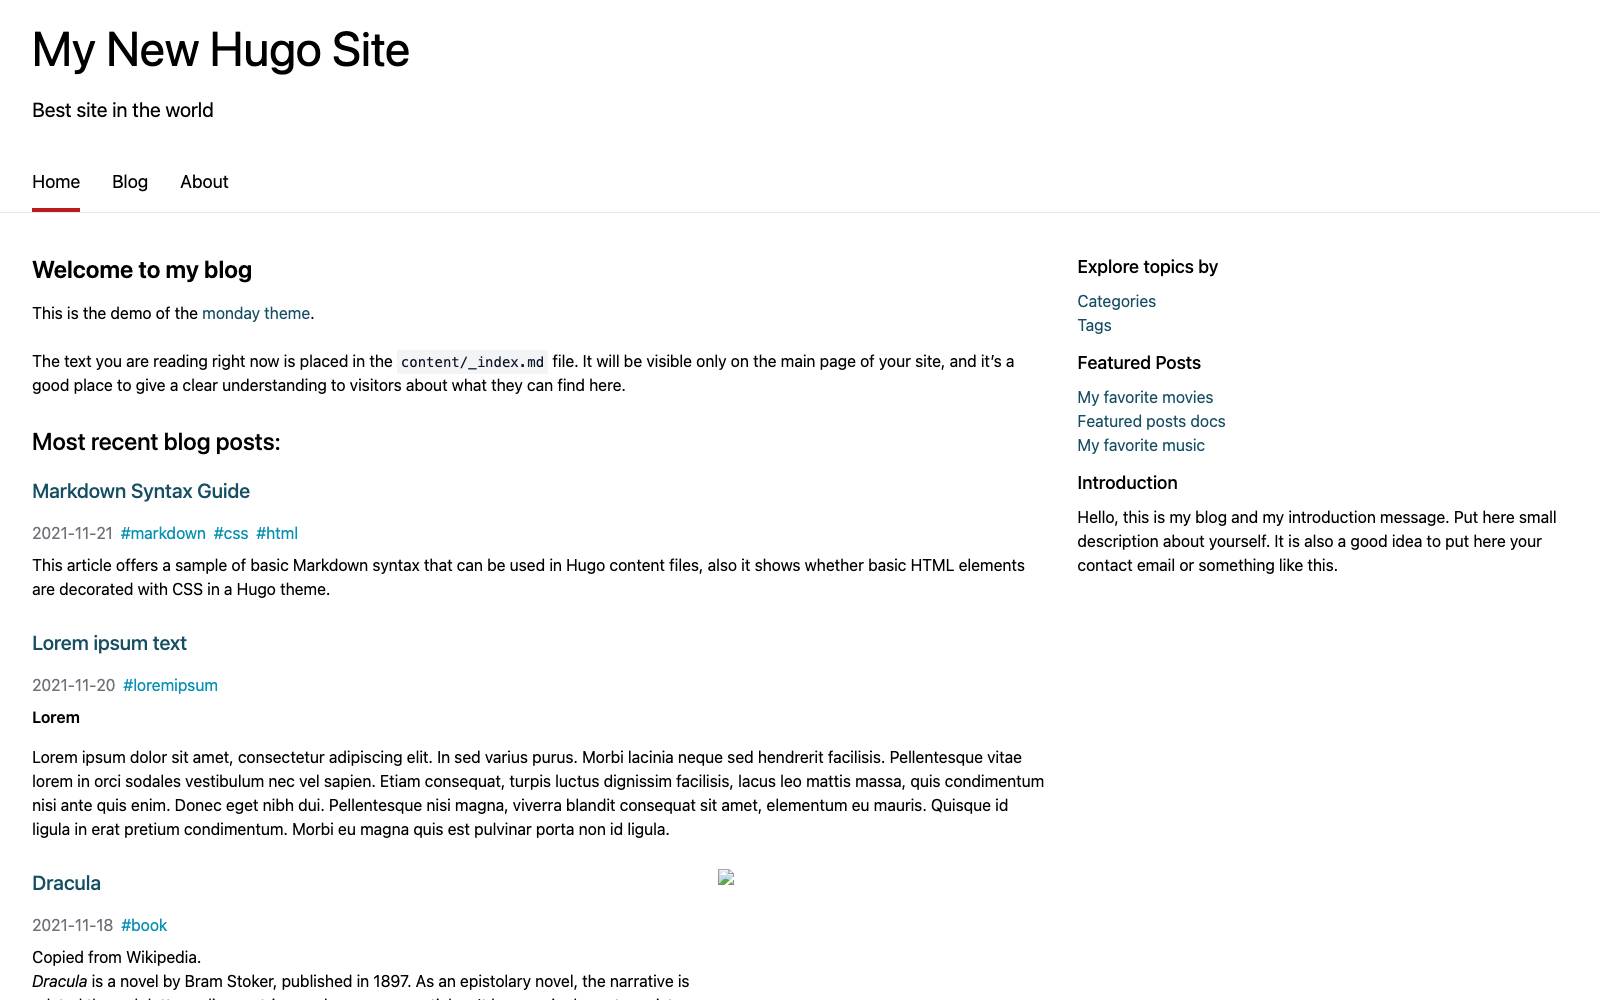 My New Hugo Site
Best site in the world
Home Blog About
Welcome to my blog
This is the demo of the monday theme.
The text you are reading right now is placed in the content/_index.md file. It will be visible only on the main page of your site, and it’s a
good place to give a clear understanding to visitors about what they can find here.
Most recent blog posts:
Markdown Syntax Guide
2021-11-21 #markdown #css #html
This article offers a sample of basic Markdown syntax that can be used in Hugo content files, also it shows whether basic HTML elements
are decorated with CSS in a Hugo theme.
Lorem ipsum text
2021-11-20 #loremipsum
Lorem
Lorem ipsum dolor sit amet, consectetur adipiscing elit. In sed varius purus. Morbi lacinia neque sed hendrerit facilisis. Pellentesque vitae
lorem in orci sodales vestibulum nec vel sapien. Etiam consequat, turpis luctus dignissim facilisis, lacus leo mattis massa, quis condimentum
nisi ante quis enim. Donec eget nibh dui. Pellentesque nisi magna, viverra blandit consequat sit amet, elementum eu mauris. Quisque id
ligula in erat pretium condimentum. Morbi eu magna quis est pulvinar porta non id ligula.
Dracula
2021-11-18 #book
Copied from Wikipedia.
Dracula is a novel by Bram Stoker, published in 1897. As an epistolary novel, the narrative is
Explore topics by
Categories
Tags
Featured Posts
My favorite movies
Featured posts docs
My favorite music
Introduction
Hello, this is my blog and my introduction message. Put here small
description about yourself. It is also a good idea to put here your
contact email or something like this.